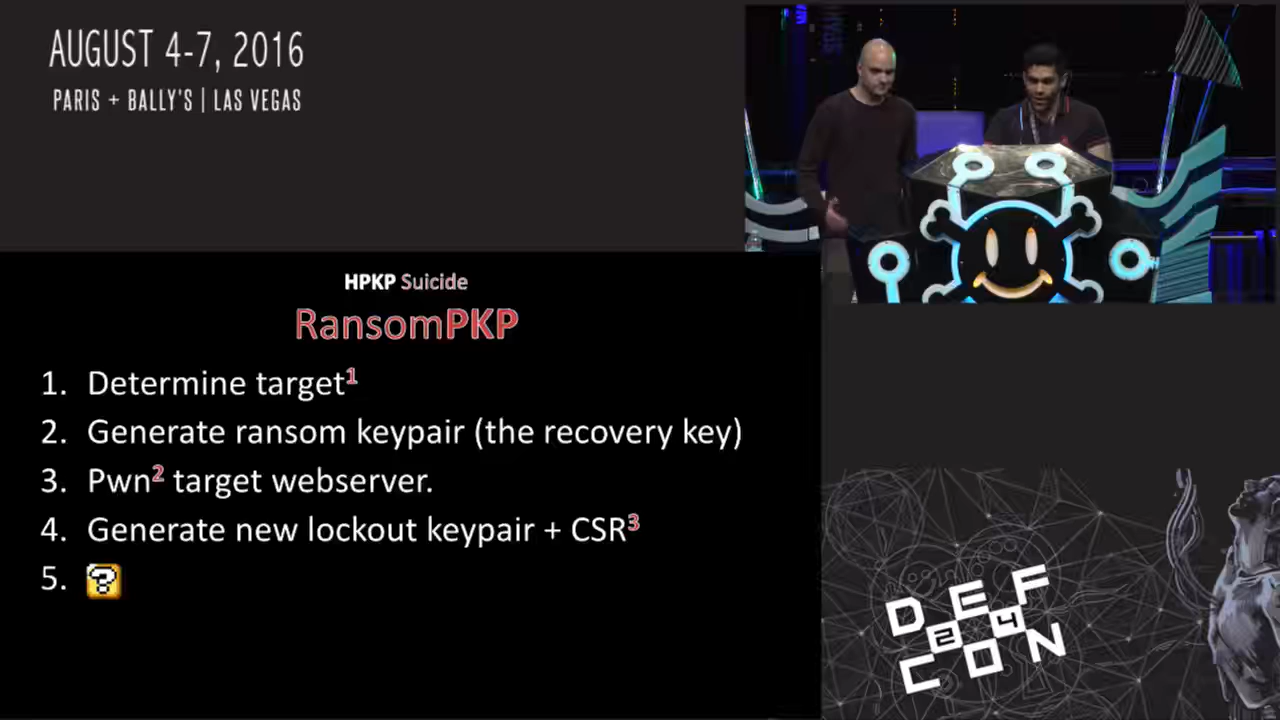 AUGUST 4-7, 2016
PARIS + BALLY'S | LAS VEGAS
HPKP Suicide
RansomPKP
1. Determine target1
2. Generate ransom keypair (the recovery key)
3. Pwn2 target webserver.
4. Generate new lockout keypair + CSR3
5. ?
DEF
24
CON